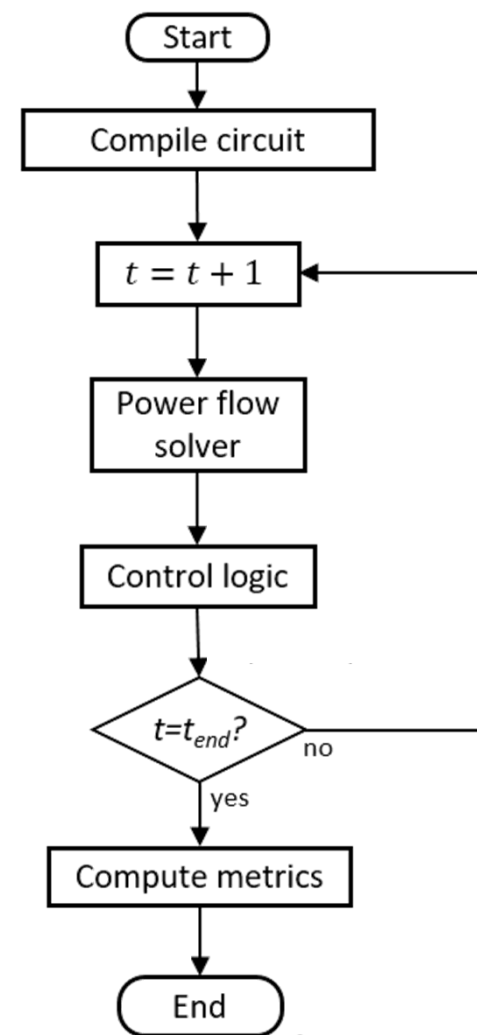 Start
Compile circuit
t = t + 1
Power flow
solver
Control logic
t=tend?
no
yes
Compute metrics
End